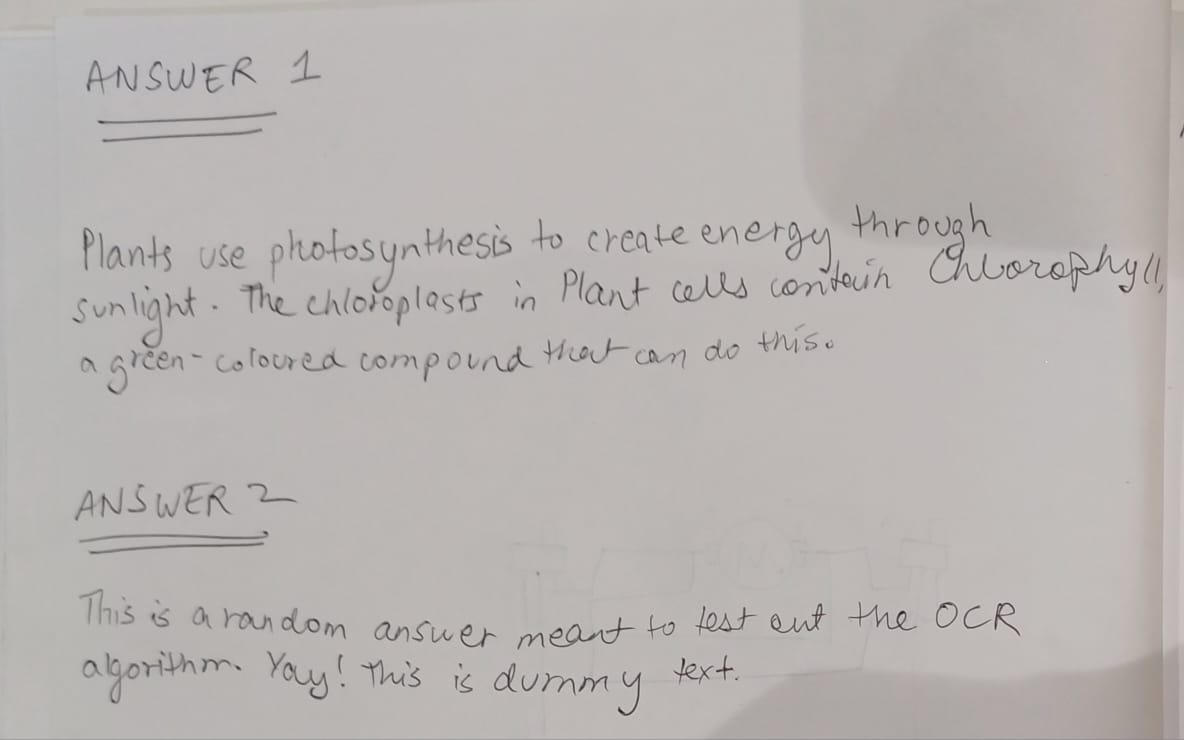 ANSWER 1
Plants use photosynthesis to create energy through
sunlight. The chloroplasts in Plant cells contain Chlorophyll,
a green-coloured compound that can do this.
ANSWER 2
This is a random answer meant to test out the OCR
algorithm. Yay! This is dummy text.